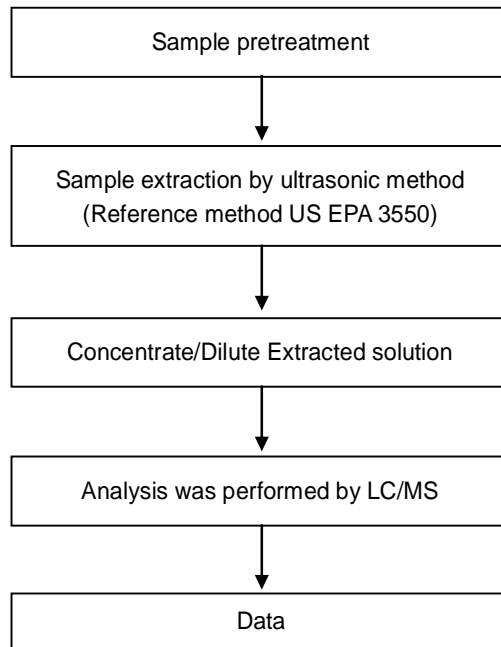 Sample pretreatment
Sample extraction by ultrasonic method
(Reference method US EPA 3550)
Concentrate/Dilute Extracted solution
Analysis was performed by LC/MS
Data